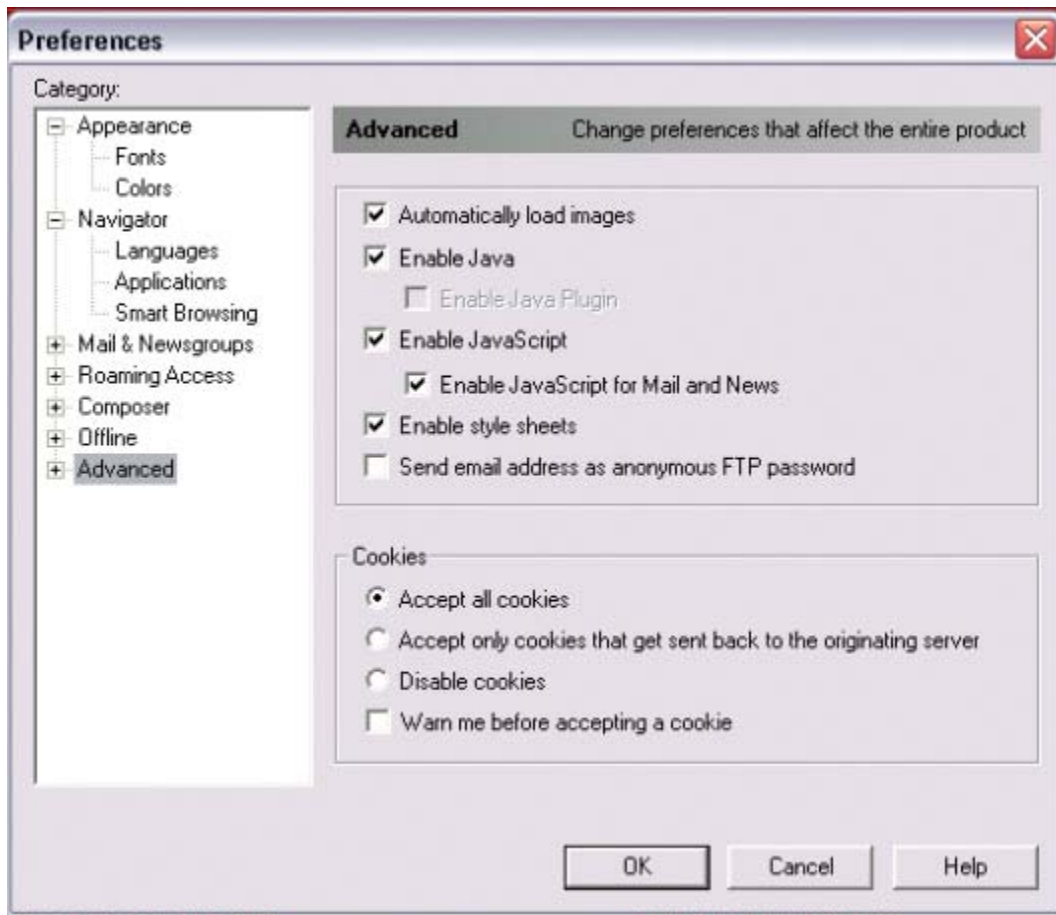 Preferences
Category:
Appearance
Fonts
Colors
Navigator
Languages
Applications
Smart Browsing
Mail & Newsgroups
Roaming Access
Composer
Offline
Advanced
Advanced Change preferences that affect the entire product
Automatically load images
Enable Java
Enable Java Plugin
Enable JavaScript
Enable JavaScript for Mail and News
Enable style sheets
Send email address as anonymous FTP password
Cookies
Accept all cookies
Accept only cookies that get sent back to the originating server
Disable cookies
Warn me before accepting a cookie
OK Cancel Help